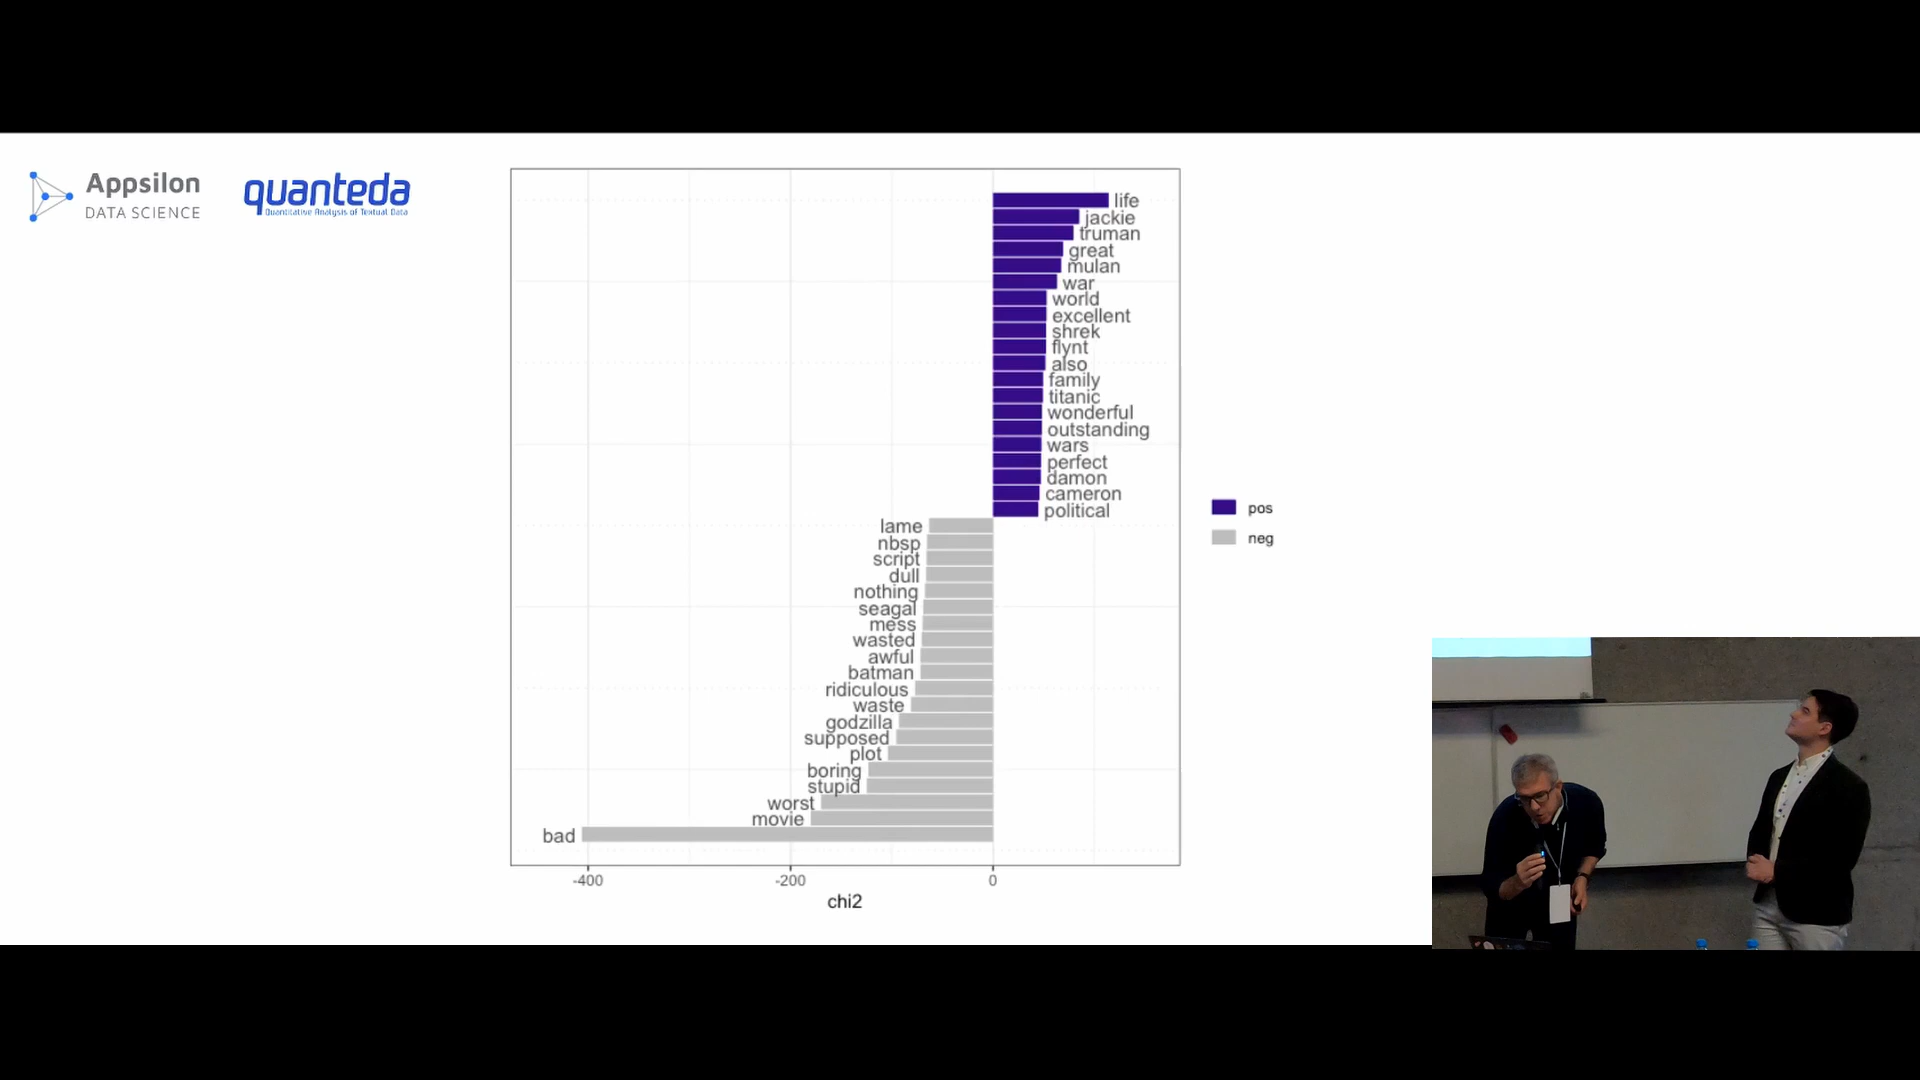 Appsilon
DATA SCIENCE
quanteda
Quantitative Analysis of Textual Data
life
jackie
truman
great
mulan
war
world
excellent
shrek
flynt
also
family
titanic
wonderful
outstanding
wars
perfect
damon
cameron
political
lame
nbsp
script
dull
nothing
seagal
mess
wasted
awful
batman
ridiculous
waste
godzilla
supposed
plot
boring
stupid
worst
movie
bad
pos
neg
-400
-200
0
chi2